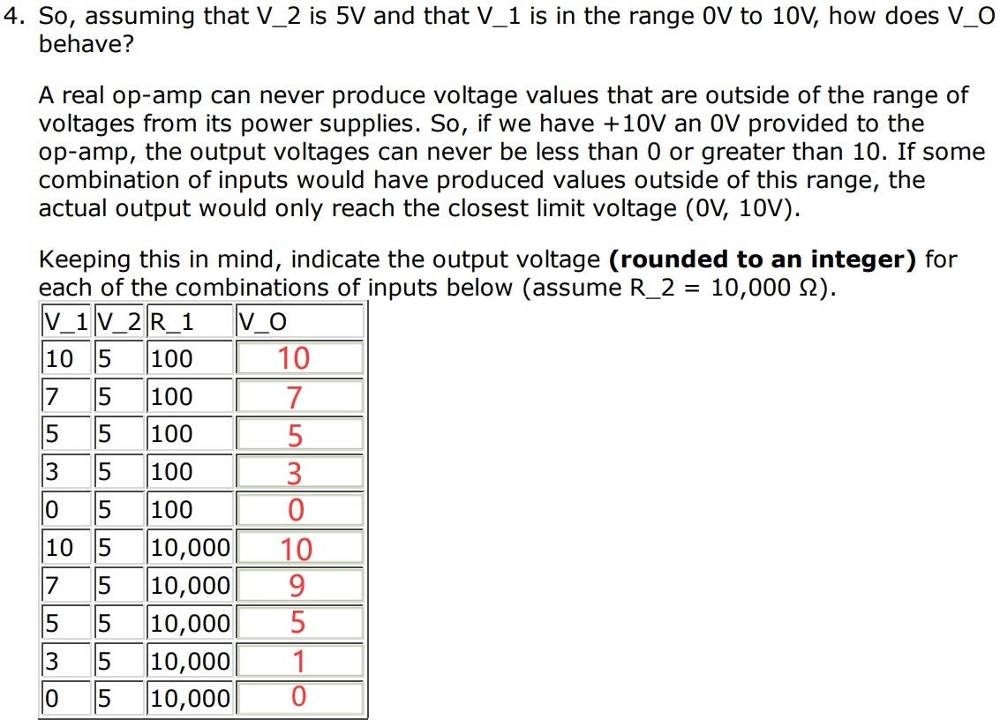 4. So, assuming that V_2 is 5V and that V_1 is in the range 0V to 10V, how does V_O
behave?
A real op-amp can never produce voltage values that are outside of the range of
voltages from its power supplies. So, if we have +10V an 0V provided to the
op-amp, the output voltages can never be less than 0 or greater than 10. If some
combination of inputs would have produced values outside of this range, the
actual output would only reach the closest limit voltage (0V, 10V).
Keeping this in mind, indicate the output voltage (rounded to an integer) for
each of the combinations of inputs below (assume R_2 = 10,000 Ω).
V_1 V_2 R_1 V_O
10 5 100 10
7 5 100 7
5 5 100 5
3 5 100 3
0 5 100 0
10 5 10,000 10
7 5 10,000 9
5 5 10,000 5
3 5 10,000 1
0 5 10,000 0